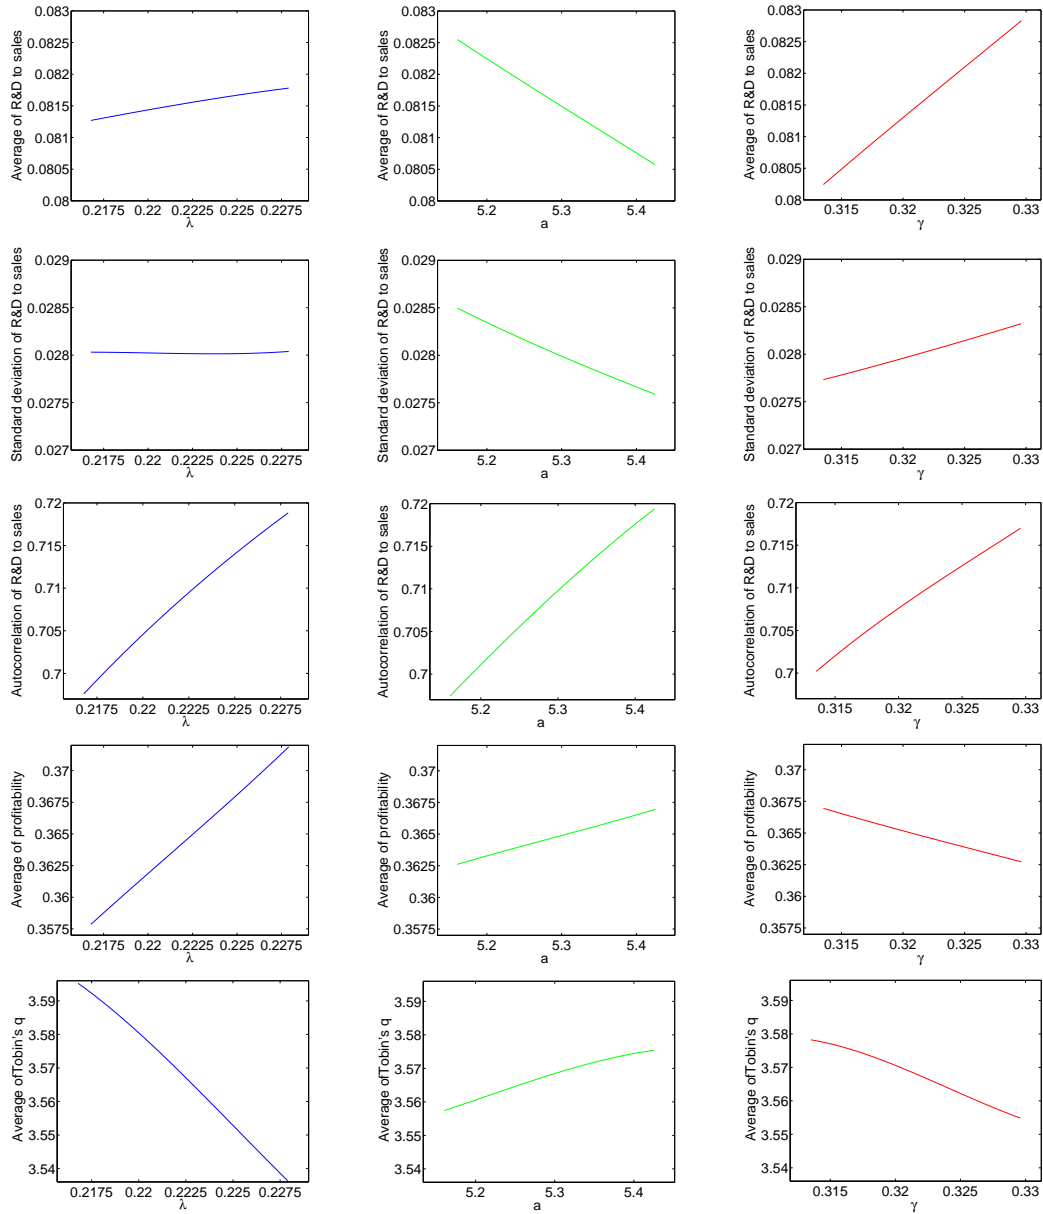 Average of R&D to sales
0.083
0.0825
0.082
0.0815
0.081
0.0805
0.08
0.2175 0.22 0.2225 0.225 0.2275
λ
Average of R&D to sales
0.083
0.0825
0.082
0.0815
0.081
0.0805
0.08
5.2 5.3 5.4
a
Average of R&D to sales
0.083
0.0825
0.082
0.0815
0.081
0.0805
0.08
0.315 0.32 0.325 0.33
γ
Standard deviation of R&D to sales
0.029
0.0285
0.028
0.0275
0.027
0.2175 0.22 0.2225 0.225 0.2275
λ
Standard deviation of R&D to sales
0.029
0.0285
0.028
0.0275
0.027
5.2 5.3 5.4
a
Standard deviation of R&D to sales
0.029
0.0285
0.028
0.0275
0.027
0.315 0.32 0.325 0.33
γ
Autocorrelation of R&D to sales
0.72
0.715
0.71
0.705
0.7
0.2175 0.22 0.2225 0.225 0.2275
λ
Autocorrelation of R&D to sales
0.72
0.715
0.71
0.705
0.7
5.2 5.3 5.4
a
Autocorrelation of R&D to sales
0.72
0.715
0.71
0.705
0.7
0.315 0.32 0.325 0.33
γ
Average of profitability
0.37
0.3675
0.365
0.3625
0.36
0.3575
0.2175 0.22 0.2225 0.225 0.2275
λ
Average of profitability
0.37
0.3675
0.365
0.3625
0.36
0.3575
5.2 5.3 5.4
a
Average of profitability
0.37
0.3675
0.365
0.3625
0.36
0.3575
0.315 0.32 0.325 0.33
γ
Average ofTobin's q
3.59
3.58
3.57
3.56
3.55
3.54
0.2175 0.22 0.2225 0.225 0.2275
λ
Average ofTobin's q
3.59
3.58
3.57
3.56
3.55
3.54
5.2 5.3 5.4
a
Average ofTobin's q
3.59
3.58
3.57
3.56
3.55
3.54
0.315 0.32 0.325 0.33
γ